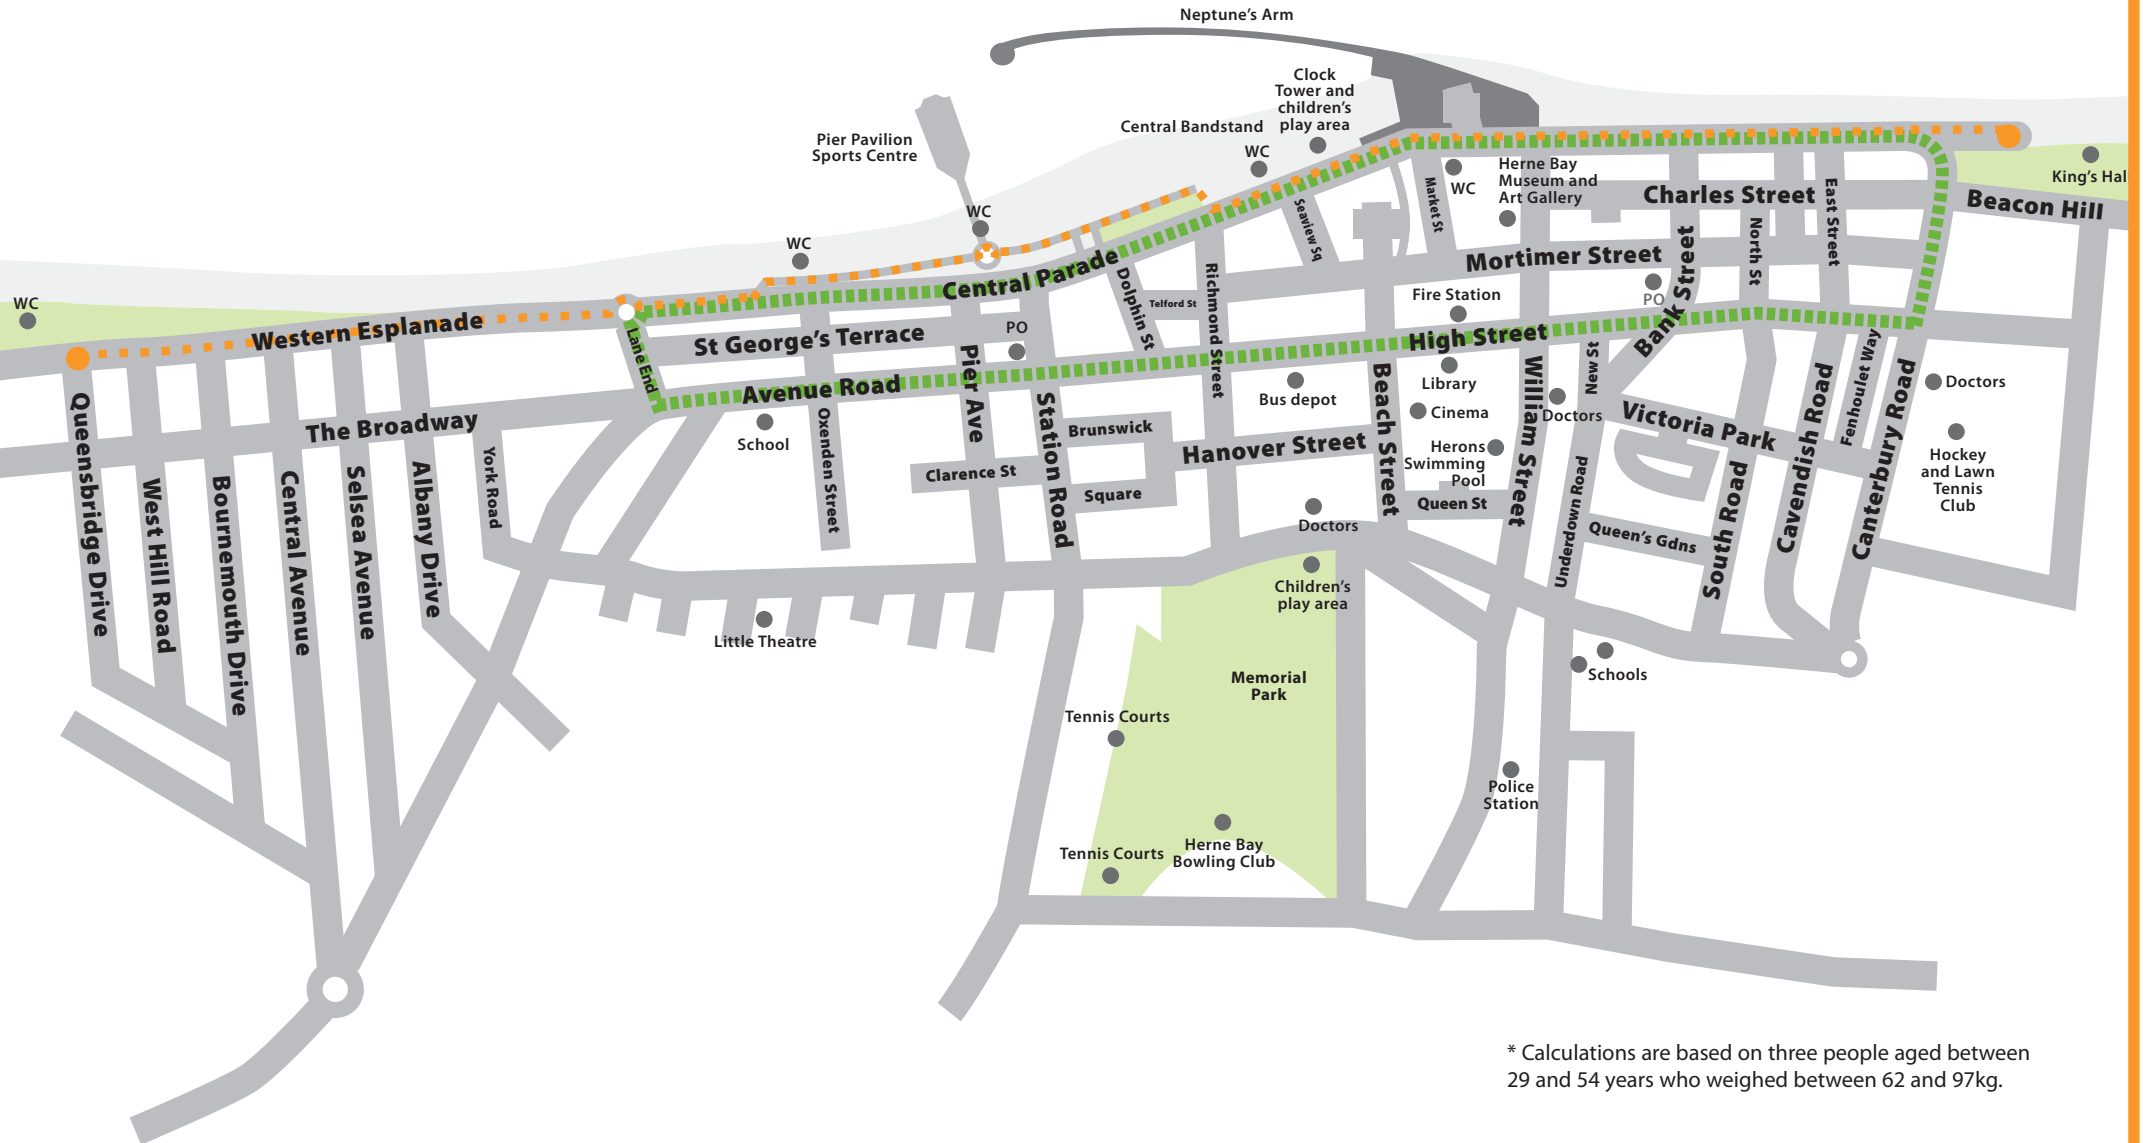 Neptune's Arm
Clock
Tower and
children's
play area
Central Bandstand
Pier Pavilion
Sports Centre
WC
WC
Herne Bay
Museum and
Art Gallery
WC
King's Hal
Charles Street
Beacon Hill
East Street
Market St
Seaview Sq
WC
WC
North St
Mortimer Street
Bank Street
Central Parade
Dolphin St
Richmond Street
Telford St
Fire Station
PO
WC
Western Esplanade
Lane End
St George's Terrace
PO
High Street
Pier Ave
Avenue Road
Library
Bus depot
Cinema
Beach Street
William Street
New St
Doctors
Doctors
Victoria Park
Cavendish Road
Fenhoulet Way
Canterbury Road
Hockey
and Lawn
Tennis
Club
The Broadway
School
Oxenden Street
Station Road
Brunswick
Clarence St
Square
Hanover Street
Herons
Swimming
Pool
Queen St
Underdown Road
Queen's Gdns
South Road
Doctors
Queensbridge Drive
West Hill Road
Bournemouth Drive
Central Avenue
Selsea Avenue
Albany Drive
York Road
Children's
play area
Little Theatre
Memorial
Park
Schools
Tennis Courts
Police
Station
Tennis Courts
Herne Bay
Bowling Club
* Calculations are based on three people aged between
29 and 54 years who weighed between 62 and 97kg.